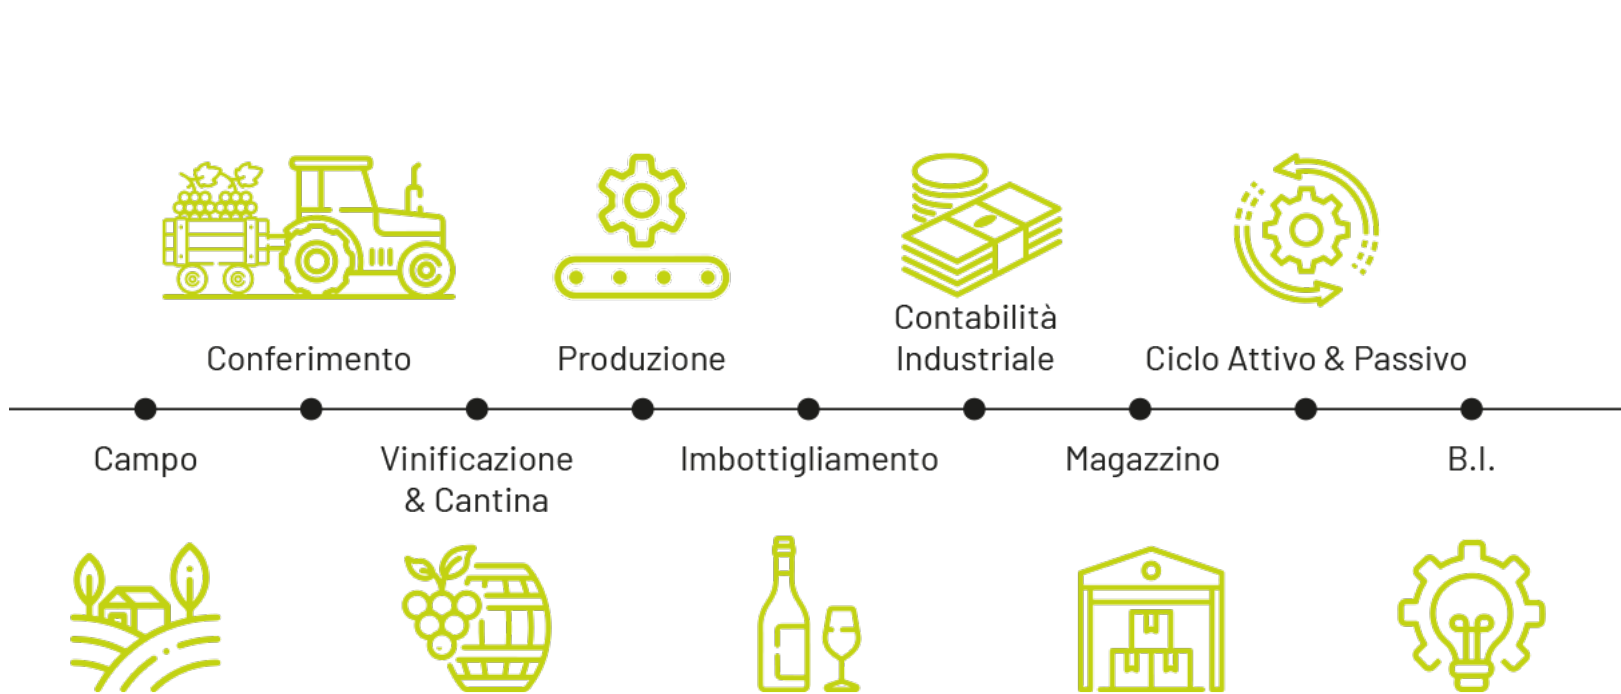 Contabilità
Industriale
Conferimento
Produzione
Ciclo Attivo & Passivo
Campo
Vinificazione
& Cantina
Imbottigliamento
Magazzino
B.I.